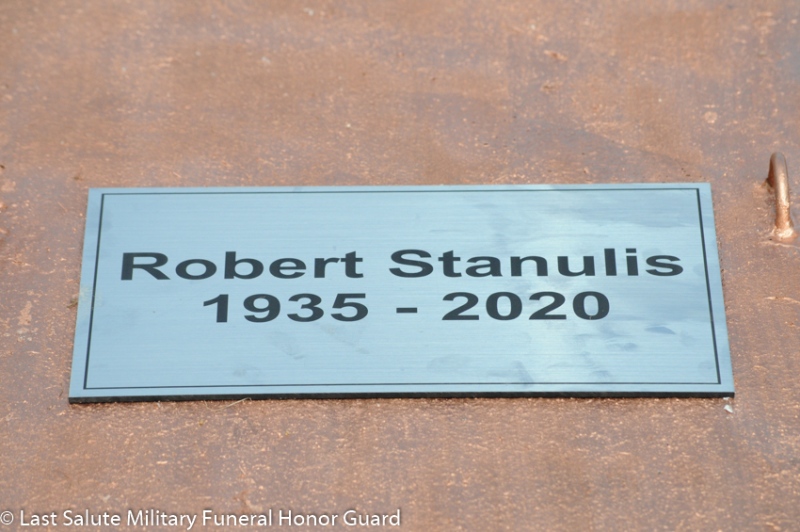 Robert Stanulis
1935 - 2020
© Last Salute Military Funeral Honor Guard